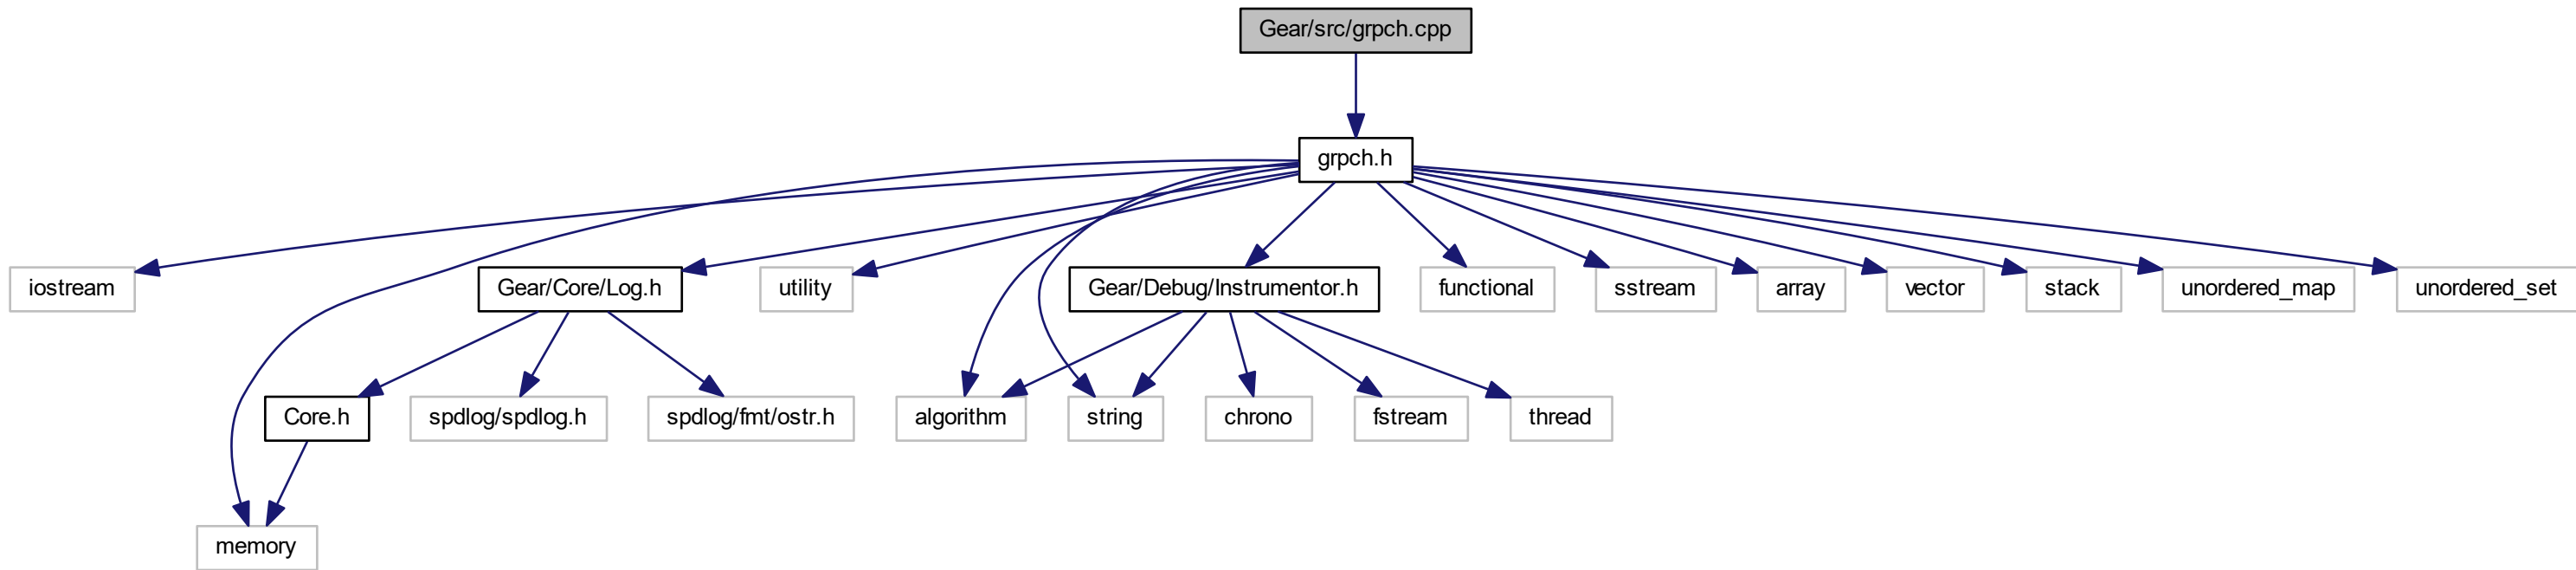 Gear/src/grpch.cpp
grpch.h
iostream
Gear/Core/Log.h
utility
Gear/Debug/Instrumentor.h
functional
sstream
array
vector
stack
unordered_map
unordered_set
Core.h
spdlog/spdlog.h
spdlog/fmt/ostr.h
algorithm
string
chrono
fstream
thread
memory